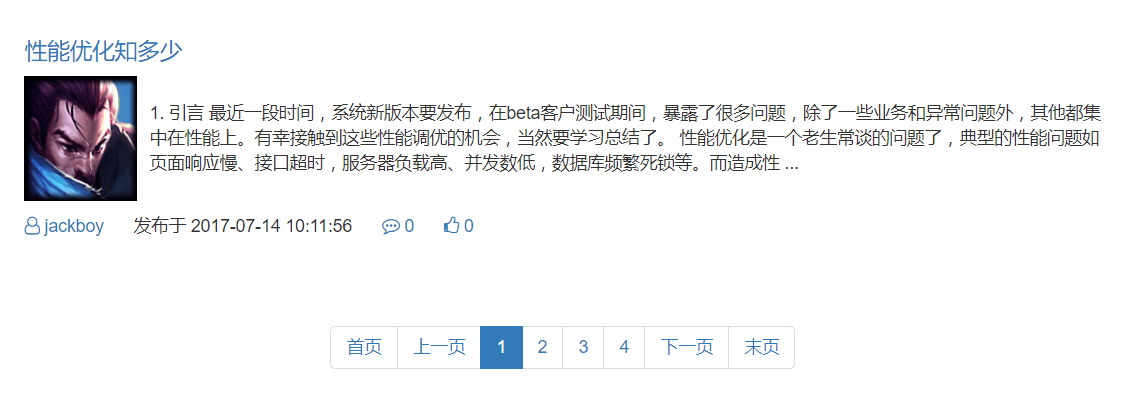 性能优化知多少
1. 引言 最近一段时间，系统新版本要发布，在beta客户测试期间，暴露了很多问题，除了一些业务和异常问题外，其他都集
中在性能上。有幸接触到这些性能调优的机会，当然要学习总结了。 性能优化是一个老生常谈的问题了，典型的性能问题如
页面响应慢、接口超时，服务器负载高、并发数低，数据库频繁死锁等。而造成性 ...
jackboy 发布于 2017-07-14 10:11:56 0 0
首页 上一页 1 2 3 4 下一页 末页